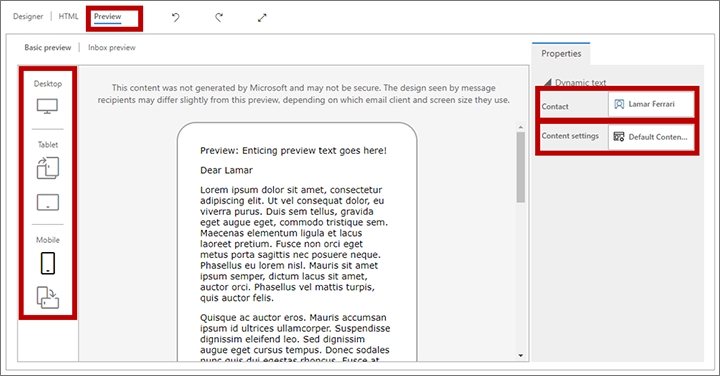 Designer | HTML | Preview
Basic preview | Inbox preview
Properties
Desktop
This content was not generated by Microsoft and may not be secure. The design seen by message
recipients may differ slightly from this preview, depending on which email client and screen size they use.
Dynamic text
Contact Lamar Ferrari
Content settings Default Conten...
Tablet
Mobile
Preview: Enticing preview text goes here!
Dear Lamar
Lorem ipsum dolor sit amet, consectetur
adipiscing elit. Ut vel consequat dolor, eu
viverra purus. Duis sem tellus, gravida
eget augue eget, commodo tristique sem.
Maecenas elementum ligula et lacus
laoreet pretium. Fusce non orci eget
metus porta sagittis nec posuere neque.
Phasellus eu lorem nisl. Mauris sit amet
ipsum semper, dictum lacus sit amet,
auctor orci. Phasellus vel mattis turpis,
quis auctor felis.
Quisque ac auctor eros. Mauris accumsan
ipsum id ultrices ullamcorper. Suspendisse
dignissim eleifend leo. Sed dignissim
augue eget cursus tempus. Donec sodales
nunc quis dui egestas rhoncus. Fusce at